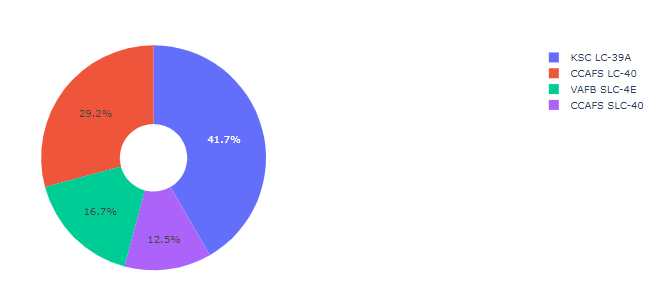 KSC LC-39A
CCAFS LC-40
VAFB SLC-4E
CCAFS SLC-40
29.2%
41.7%
16.7%
12.5%